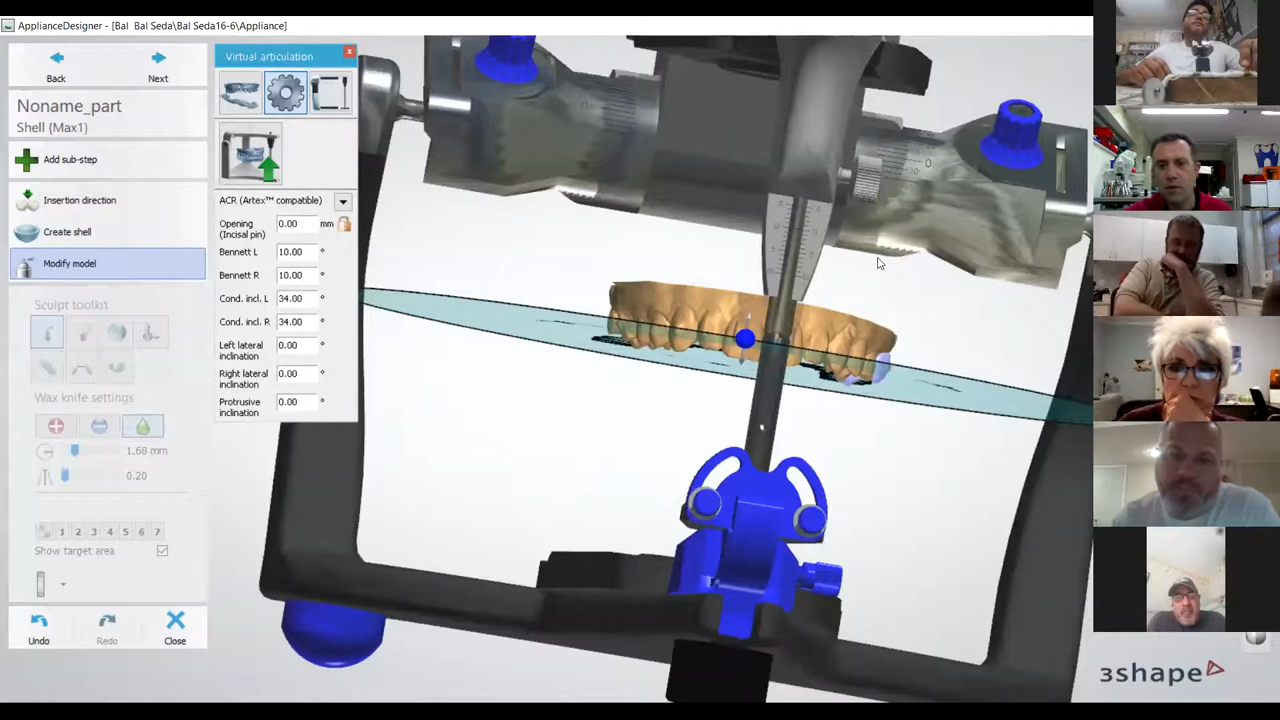 ApplianceDesigner - [Bal Bal Seda\Bal Seda16-6\Appliance]
Back
Next
Noname_part
Shell {Max1}
Add sub-step
Insertion direction
Create shell
Modify model
Sculpt toolkit
Wax knife settings
1.68 mm
0.20
1 2 3 4 5 6 7
Show target area
Undo
Redo
Close
Virtual articulation
x
ACR (Artex™ compatible)
Opening
(Incisal pin)
0.00
mm
Bennett L
10.00 °
Bennett R
10.00 °
Cond. incl. L
34.00 °
Cond. incl. R
34.00 °
Left lateral
inclination
0.00 °
Right lateral
inclination
0.00 °
Protrusive
inclination
0.00 °
0
3shape